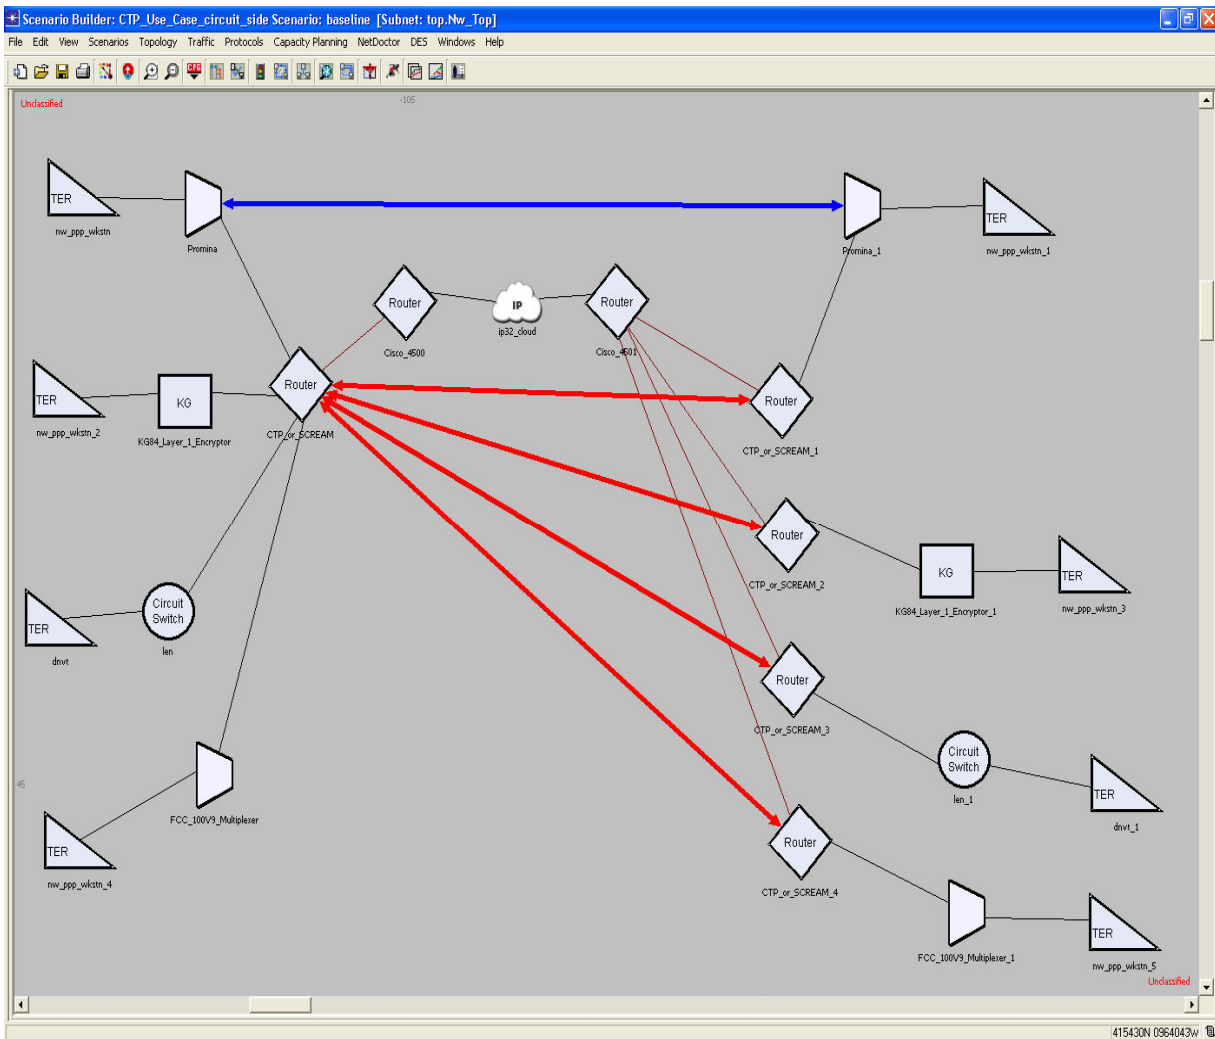 Scenario Builder: CTP_Use_Case_circuit_side Scenario: baseline [Subnet: top.Nw_Top]
File Edit View Scenarios Topology Traffic Protocols Capacity Planning NetDoctor DES Windows Help
Unclassified
-105
TER
nw_ppp_wkstn
Promina
Promina_1
TER
nw_ppp_wkstn_1
Router
Cisco_4500
IP
ip32_cloud
Router
Cisco_4501
TER
nw_ppp_wkstn_2
KG
KG84_Layer_1_Encryptor
Router
CTP_or_SCREAM
Router
CTP_or_SCREAM_1
Router
CTP_or_SCREAM_2
KG
KG84_Layer_1_Encryptor_1
TER
nw_ppp_wkstn_3
TER
dnvt
Circuit
Switch
len
Router
CTP_or_SCREAM_3
Circuit
Switch
len_1
TER
dnvt_1
45
FCC_100V9_Multiplexer
TER
nw_ppp_wkstn_4
Router
CTP_or_SCREAM_4
FCC_100V9_Multiplexer_1
TER
nw_ppp_wkstn_5
Unclassified
415430N 0964043W